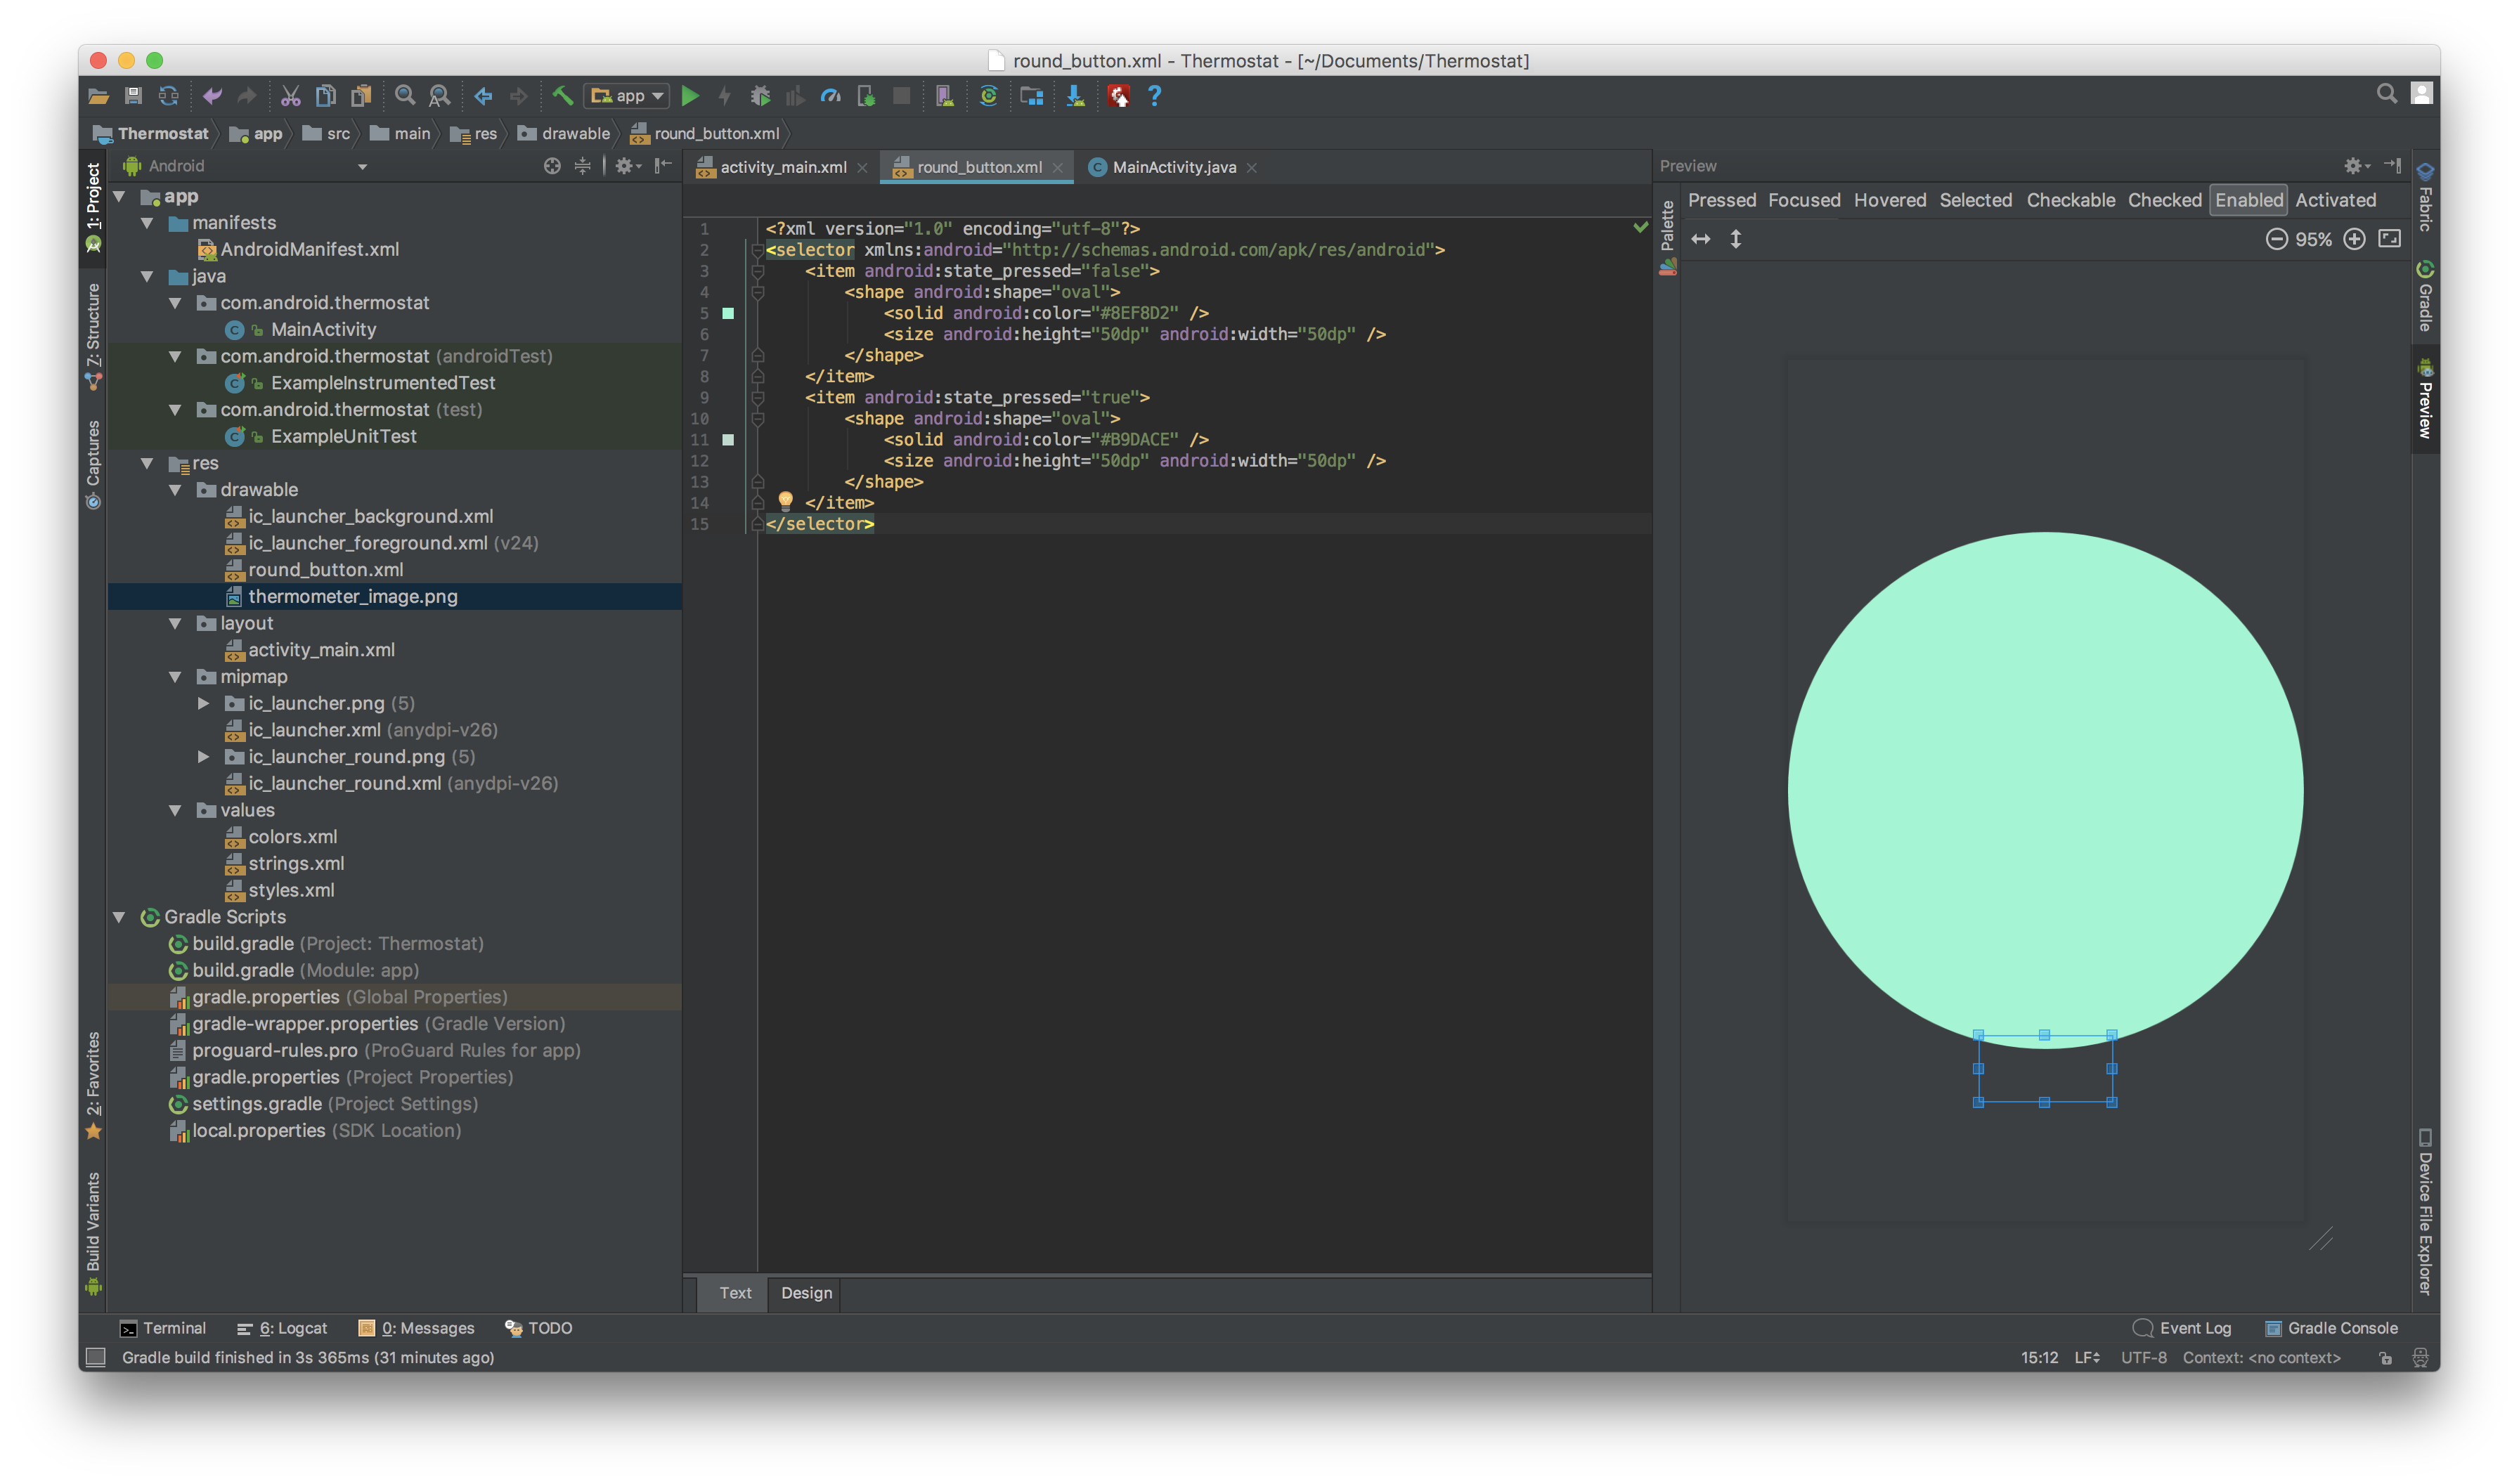 round_button.xml - Thermostat - [~/Documents/Thermostat]
app
Thermostat app src main res drawable round_button.xml
1: Project
Z: Structure
Captures
2: Favorites
Build Variants
Android
app
manifests
AndroidManifest.xml
java
com.android.thermostat
MainActivity
com.android.thermostat (androidTest)
ExampleInstrumentedTest
com.android.thermostat (test)
ExampleUnitTest
res
drawable
ic_launcher_background.xml
ic_launcher_foreground.xml (v24)
round_button.xml
thermometer_image.png
layout
activity_main.xml
mipmap
ic_launcher.png (5)
ic_launcher.xml (anydpi-v26)
ic_launcher_round.png (5)
ic_launcher_round.xml (anydpi-v26)
values
colors.xml
strings.xml
styles.xml
Gradle Scripts
build.gradle (Project: Thermostat)
build.gradle (Module: app)
gradle.properties (Global Properties)
gradle-wrapper.properties (Gradle Version)
proguard-rules.pro (ProGuard Rules for app)
gradle.properties (Project Properties)
settings.gradle (Project Settings)
local.properties (SDK Location)
activity_main.xml round_button.xml MainActivity.java
1 <?xml version="1.0" encoding="utf-8"?>
2 <selector xmlns:android="http://schemas.android.com/apk/res/android">
3 <item android:state_pressed="false">
4 <shape android:shape="oval">
5 <solid android:color="#8EF8D2" />
6 <size android:height="50dp" android:width="50dp" />
7 </shape>
8 </item>
9 <item android:state_pressed="true">
10 <shape android:shape="oval">
11 <solid android:color="#B9DACE" />
12 <size android:height="50dp" android:width="50dp" />
13 </shape>
14 </item>
15 </selector>
Text Design
Preview
Palette
Pressed Focused Hovered Selected Checkable Checked Enabled Activated
95%
Fabric
Gradle
Preview
Device File Explorer
Terminal 6: Logcat 0: Messages TODO
Event Log Gradle Console
Gradle build finished in 3s 365ms (31 minutes ago)
15:12 LF UTF-8 Context: <no context>